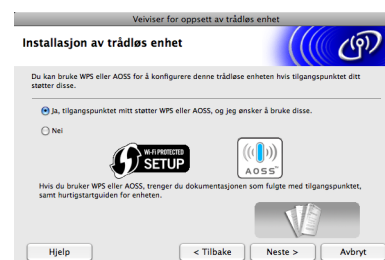 Veiviser for oppsett av trådløs enhet
Installasjon av trådløs enhet
Du kan bruke WPS eller AOSS for å konfigurere denne trådløse enheten hvis tilgangspunktet ditt
støtter disse.
Ja, tilgangspunktet mitt støtter WPS eller AOSS, og jeg ønsker å bruke disse.
Nei
WI-FI PROTECTED
SETUP
AOSS™
Hvis du bruker WPS eller AOSS, trenger du dokumentasjonen som fulgte med tilgangspunktet,
samt hurtigstartguiden for enheten.
Hjelp
< Tilbake
Neste >
Avbryt